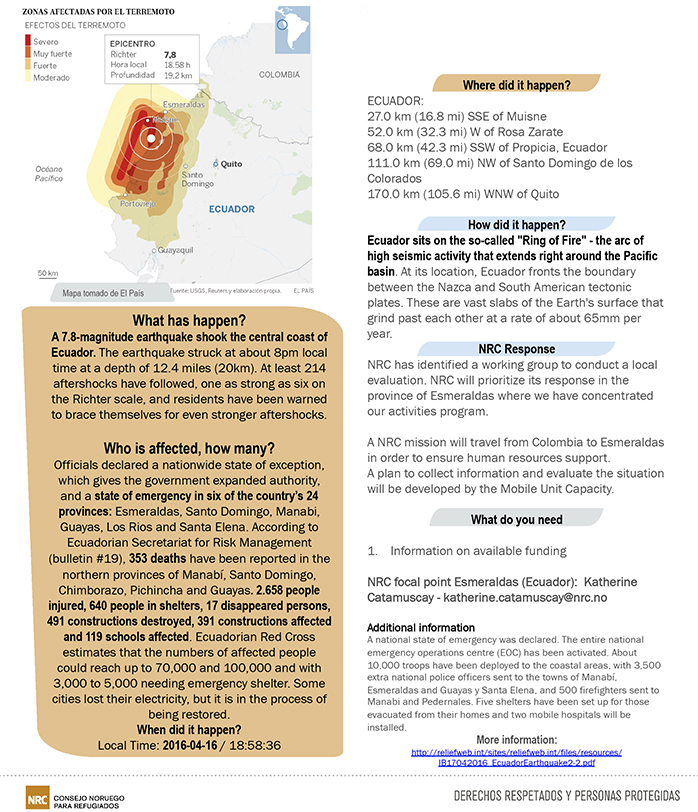 ZONAS AFECTADAS POR EL TERREMOTO
EFECTOS DEL TERREMOTO
Severo
Muy fuerte
Fuerte
Moderado
EPICENTRO
Richter 7,8
Hora local 18.58 h
Profundidad 19,2 km
COLOMBIA
Esmeraldas
Muisne
Quito
Océano
Pacífico
Santo
Domingo
Portoviejo
ECUADOR
Guayaquil
50 km
Mapa tomado de El País
Fuente: USGS, Reuters y elaboración propia.
EL PAÍS
What has happen?
A 7.8-magnitude earthquake shook the central coast of
Ecuador. The earthquake struck at about 8pm local
time at a depth of 12.4 miles (20km). At least 214
aftershocks have followed, one as strong as six on
the Richter scale, and residents have been warned
to brace themselves for even stronger aftershocks.
Who is affected, how many?
Officials declared a nationwide state of exception,
which gives the government expanded authority,
and a state of emergency in six of the country's 24
provinces: Esmeraldas, Santo Domingo, Manabi,
Guayas, Los Rios and Santa Elena. According to
Ecuadorian Secretariat for Risk Management
(bulletin #19), 353 deaths have been reported in the
northern provinces of Manabí, Santo Domingo,
Chimborazo, Pichincha and Guayas. 2.658 people
injured, 640 people in shelters, 17 disappeared persons,
491 constructions destroyed, 391 constructions affected
and 119 schools affected. Ecuadorian Red Cross
estimates that the numbers of affected people
could reach up to 70,000 and 100,000 and with
3,000 to 5,000 needing emergency shelter. Some
cities lost their electricity, but it is in the process of
being restored.
When did it happen?
Local Time: 2016-04-16 / 18:58:36
Where did it happen?
ECUADOR:
27.0 km (16.8 mi) SSE of Muisne
52.0 km (32.3 mi) W of Rosa Zarate
68.0 km (42.3 mi) SSW of Propicia, Ecuador
111.0 km (69.0 mi) NW of Santo Domingo de los
Colorados
170.0 km (105.6 mi) WNW of Quito
How did it happen?
Ecuador sits on the so-called "Ring of Fire" - the arc of
high seismic activity that extends right around the Pacific
basin. At its location, Ecuador fronts the boundary
between the Nazca and South American tectonic
plates. These are vast slabs of the Earth's surface that
grind past each other at a rate of about 65mm per
year.
NRC Response
NRC has identified a working group to conduct a local
evaluation. NRC will prioritize its response in the
province of Esmeraldas where we have concentrated
our activities program.
A NRC mission will travel from Colombia to Esmeraldas
in order to ensure human resources support.
A plan to collect information and evaluate the situation
will be developed by the Mobile Unit Capacity.
What do you need
1. Information on available funding
NRC focal point Esmeraldas (Ecuador): Katherine
Catamuscay - katherine.catamuscay@nrc.no
Additional information
A national state of emergency was declared. The entire national
emergency operations centre (EOC) has been activated. About
10,000 troops have been deployed to the coastal areas, with 3,500
extra national police officers sent to the towns of Manabí,
Esmeraldas and Guayas y Santa Elena, and 500 firefighters sent to
Manabi and Pedernales. Five shelters have been set up for those
evacuated from their homes and two mobile hospitals will be
installed.
More information:
http://reliefweb.int/sites/reliefweb.int/files/resources/
IB17042016_EcuadorEarthquake2-2.pdf
NRC
CONSEJO NORUEGO
PARA REFUGIADOS
DERECHOS RESPETADOS Y PERSONAS PROTEGIDAS